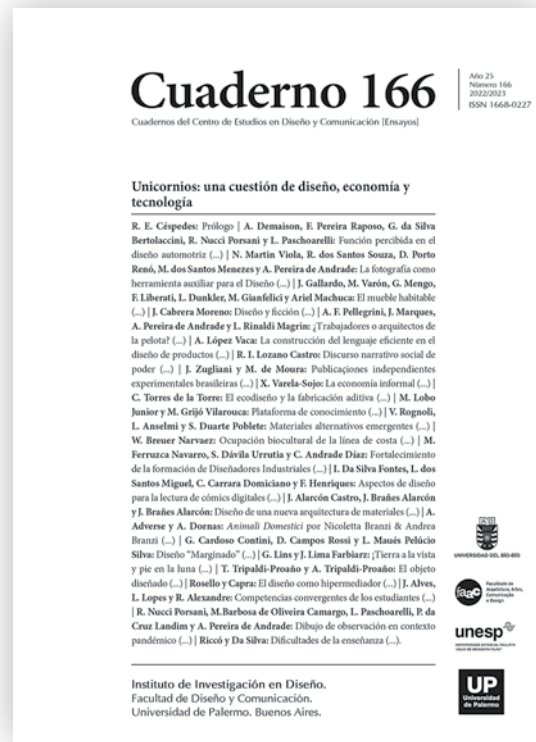 Cuaderno 166
Cuadernos del Centro de Estudios en Diseño y Comunicación [Ensayos]
Año 25
Número 166
2022/2023
ISSN 1668-0227
Unicornios: una cuestión de diseño, economía y
tecnología
R. E. Céspedes: Prólogo | A. Demaison, F. Pereira Raposo, G. da Silva
Bertolaccini, R. Nucci Porsani y L. Paschoarelli: Función percibida en el
diseño automotriz (...) | N. Martin Viola, R. dos Santos Souza, D. Porto
Renó, M. dos Santos Menezes y A. Pereira de Andrade: La fotografía como
herramienta auxiliar para el Diseño (...) | J. Gallardo, M. Varón, G. Mengo,
F. Liberati, L. Dunkler, M. Gianfelici y Ariel Machuca: El mueble habitable
(...) | J. Cabrera Moreno: Diseño y ficción (...) | A. F. Pellegrini, J. Marques,
A. Pereira de Andrade y L. Rinaldi Magrin: ¿Trabajadores o arquitectos de
la pelota? (...) | A. López Vaca: La construcción del lenguaje eficiente en el
diseño de productos (...) | R. I. Lozano Castro: Discurso narrativo social de
poder (...) | J. Zugliani y M. de Moura: Publicaçiones independientes
experimentales brasileiras (...) | X. Varela-Sojo: La economía informal (...) |
C. Torres de la Torre: El ecodiseño y la fabricación aditiva (...) | M. Lobo
Junior y M. Grijó Vilarouca: Plataforma de conocimiento (...) | V. Rognoli,
L. Anselmi y S. Duarte Poblete: Materiales alternativos emergentes (...) |
W. Breuer Narvaez: Ocupación biocultural de la línea de costa (...) | M.
Ferruzca Navarro, S. Dávila Urrutia y C. Andrade Díaz: Fortalecimiento
de la formación de Diseñadores Industriales (...) | I. Da Silva Fontes, L. dos
Santos Miguel, C. Carrara Domiciano y F. Henriques: Aspectos de diseño
para la lectura de cómics digitales (...) | J. Alarcón Castro, J. Brañes Alarcón
y J. Brañes Alarcón: Diseño de una nueva arquitectura de materiales (...) | A.
Adverse y A. Dornas: Animali Domestici por Nicoletta Branzi & Andrea
Branzi (...) | G. Cardoso Contini, D. Campos Rossi y L. Maués Pelúcio
Silva: Diseño "Marginado" (...) | G. Lins y J. Lima Farbiarz: ¡Tierra a la vista
y pie en la luna (...) | T. Tripaldi-Proaño y A. Tripaldi-Proaño: El objeto
diseñado (...) | Rosello y Capra: El diseño como hipermediador (...) | J. Alves,
L. Lopes y R. Alexandre: Competencias convergentes de los estudiantes (...)
| R. Nucci Porsani, M.Barbosa de Oliveira Camargo, L. Paschoarelli, P. da
Cruz Landim y A. Pereira de Andrade: Dibujo de observación en contexto
pandémico (...) | Riccó y Da Silva: Dificultades de la enseñanza (...).
UNIVERSIDAD DEL BÍO-BÍO
faac
Faculdade de
Arquitetura, Artes,
Comunicação
e Design
unesp
UNIVERSIDADE ESTADUAL PAULISTA
"JÚLIO DE MESQUITA FILHO"
UP
Universidad
de Palermo
Instituto de Investigación en Diseño.
Facultad de Diseño y Comunicación.
Universidad de Palermo. Buenos Aires.